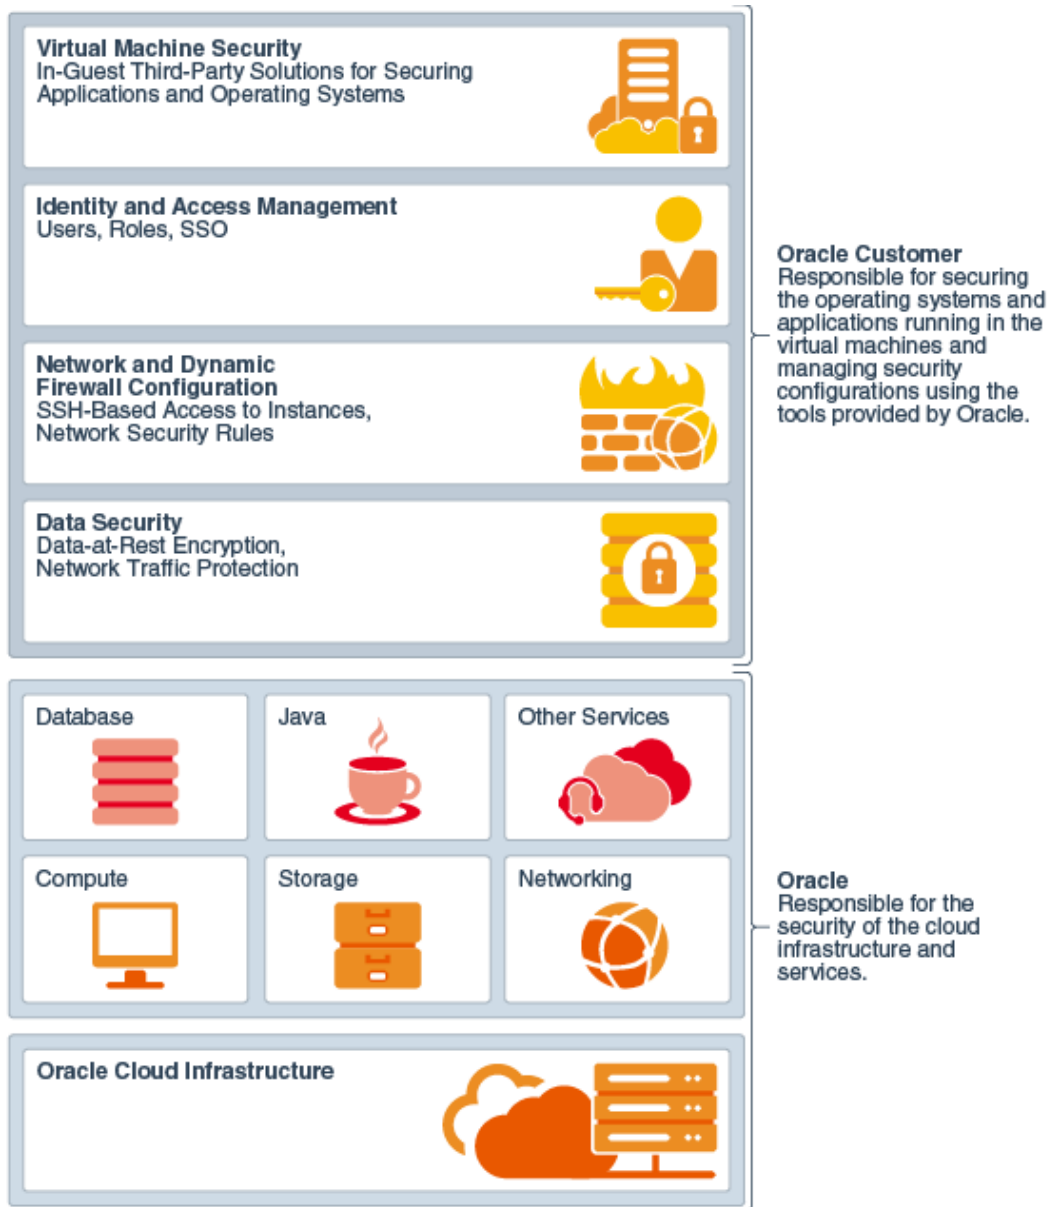 Virtual Machine Security
In-Guest Third-Party Solutions for Securing
Applications and Operating Systems
Identity and Access Management
Users, Roles, SSO
Network and Dynamic
Firewall Configuration
SSH-Based Access to Instances,
Network Security Rules
Data Security
Data-at-Rest Encryption,
Network Traffic Protection
Oracle Customer
Responsible for securing
the operating systems and
applications running in the
virtual machines and
managing security
configurations using the
tools provided by Oracle.
Database
Java
Other Services
Compute
Storage
Networking
Oracle
Responsible for the
security of the cloud
infrastructure and
services.
Oracle Cloud Infrastructure